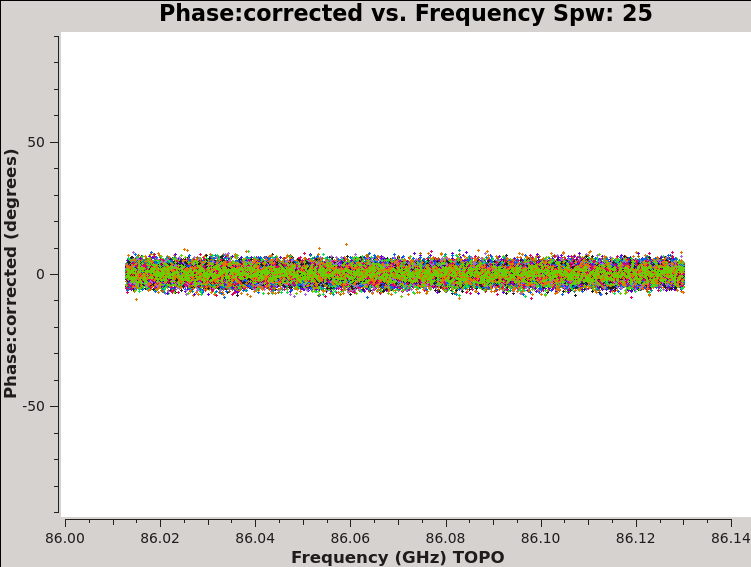 Phase:corrected vs. Frequency Spw: 25
Phase:corrected (degrees)
50
0
-50
86.00 86.02 86.04 86.06 86.08 86.10 86.12 86.14
Frequency (GHz) TOPO